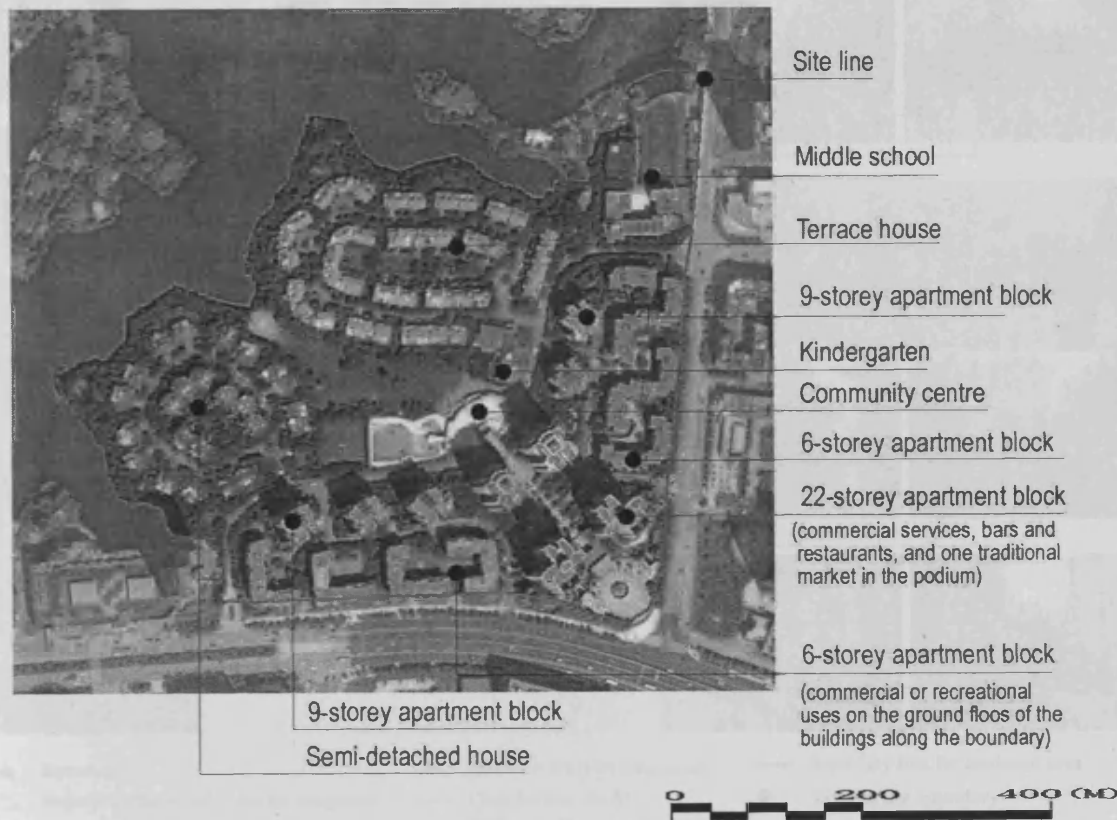 Site line
Middle school
Terrace house
9-storey apartment block
Kindergarten
Community centre
6-storey apartment block
22-storey apartment block
(commercial services, bars and
restaurants, and one traditional
market in the podium)
6-storey apartment block
(commercial or recreational
uses on the ground floos of the
buildings along the boundary)
9-storey apartment block
Semi-detached house
0 200 400 (M)